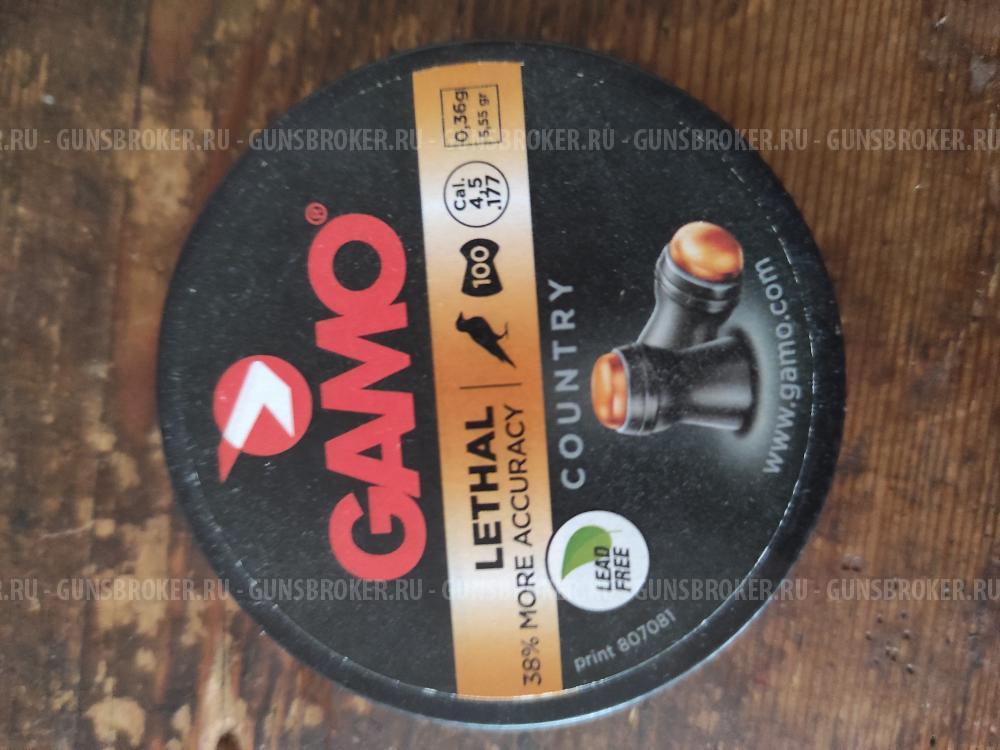 GAMO®
LETHAL
38% MORE ACCURACY
100
Cal.
4,5
.177
0,36g
5,55 gr
COUNTRY
LEAD
FREE
print 807081
www.gamo.com
.RU - GUNSBROKER.RU - GUNSBROKER.RU - GUNSBROKER.RU - GUNSBROKER.RU - GUNSBROKER.R
.RU - GUNSBROKER.RU - GUNSBROKER.RU - GUNSBROKER.RU - GUNSBROKER.RU - GUNSBROKER.R